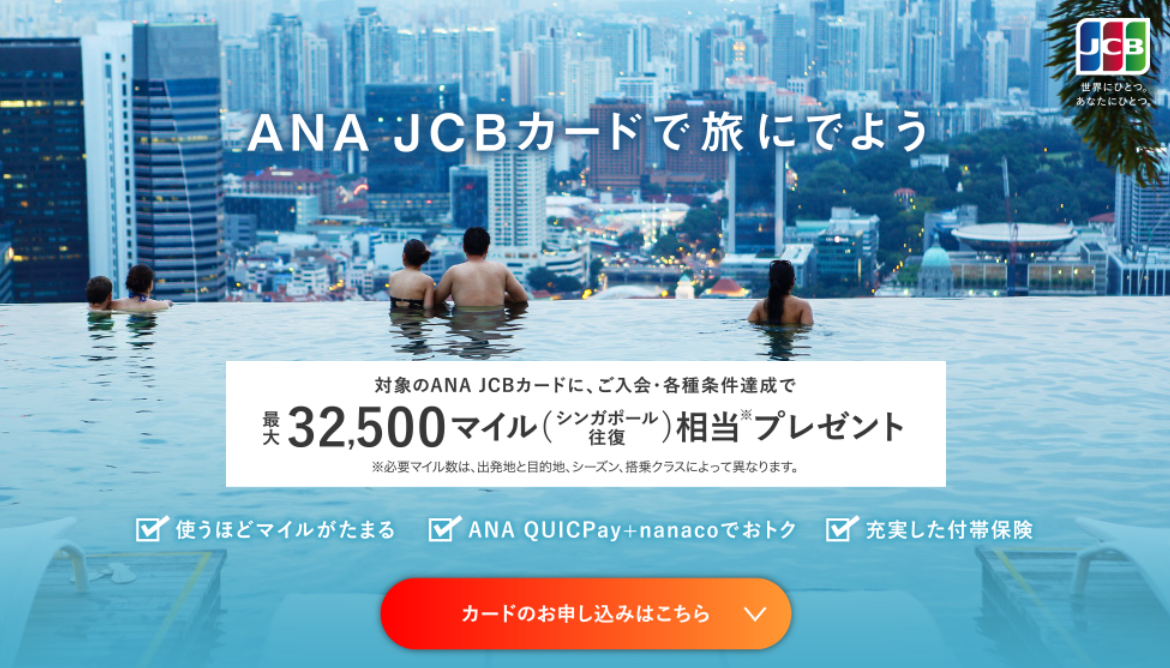 JCB
世界にひとつ。
あなたにひとつ。
ANA JCBカードで旅にでよう
対象のANA JCBカードに、ご入会・各種条件達成で
最大32,500マイル(シンガポール往復)相当※プレゼント
※必要マイル数は、出発地と目的地、シーズン、搭乗クラスによって異なります。
使うほどマイルがたまる ANA QUICPay+nanacoでおトク 充実した付帯保険
カードのお申し込みはこちら